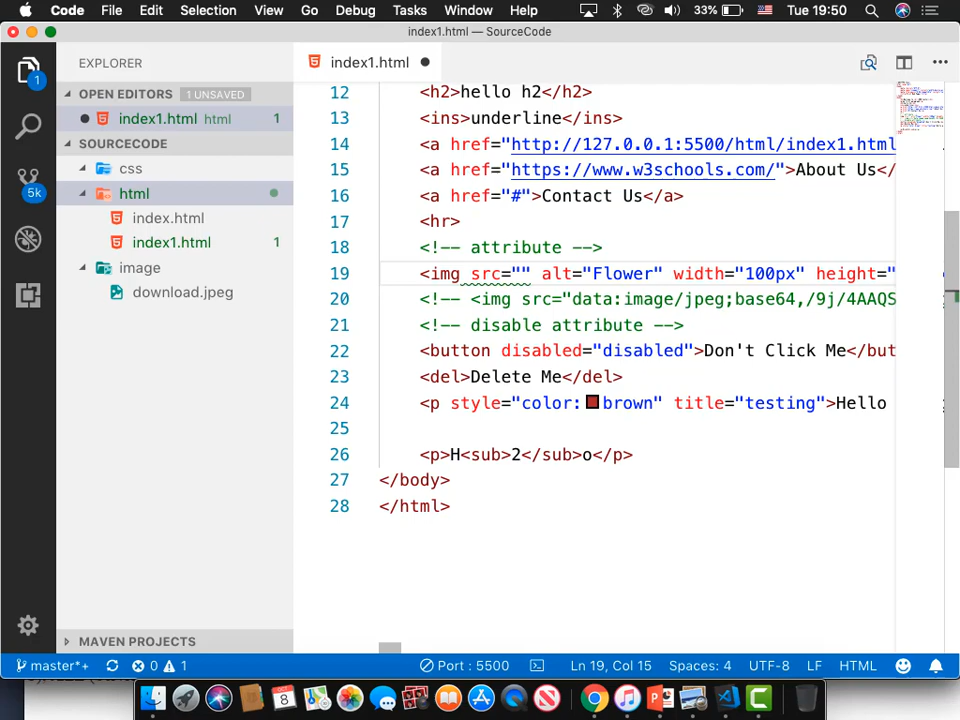 Code File Edit Selection View Go Debug Tasks Window Help 33% Tue 19:50
index1.html — SourceCode
EXPLORER
index1.html
OPEN EDITORS 1 UNSAVED
index1.html html 1
SOURCECODE
css
html
index.html
index1.html 1
image
download.jpeg
MAVEN PROJECTS
1
5k
12 <h2>hello h2</h2>
13 <ins>underline</ins>
14 <a href="http://127.0.0.1:5500/html/index1.html
15 <a href="https://www.w3schools.com/">About Us</
16 <a href="#">Contact Us</a>
17 <hr>
18 <!-- attribute -->
19 <img src="" alt="Flower" width="100px" height="
20 <!-- <img src="data:image/jpeg;base64,/9j/4AAQS
21 <!-- disable attribute -->
22 <button disabled="disabled">Don't Click Me</but
23 <del>Delete Me</del>
24 <p style="color:brown" title="testing">Hello
25
26 <p>H<sub>2</sub>o</p>
27 </body>
28 </html>
master*+ 0 1 Port : 5500 Ln 19, Col 15 Spaces: 4 UTF-8 LF HTML
8